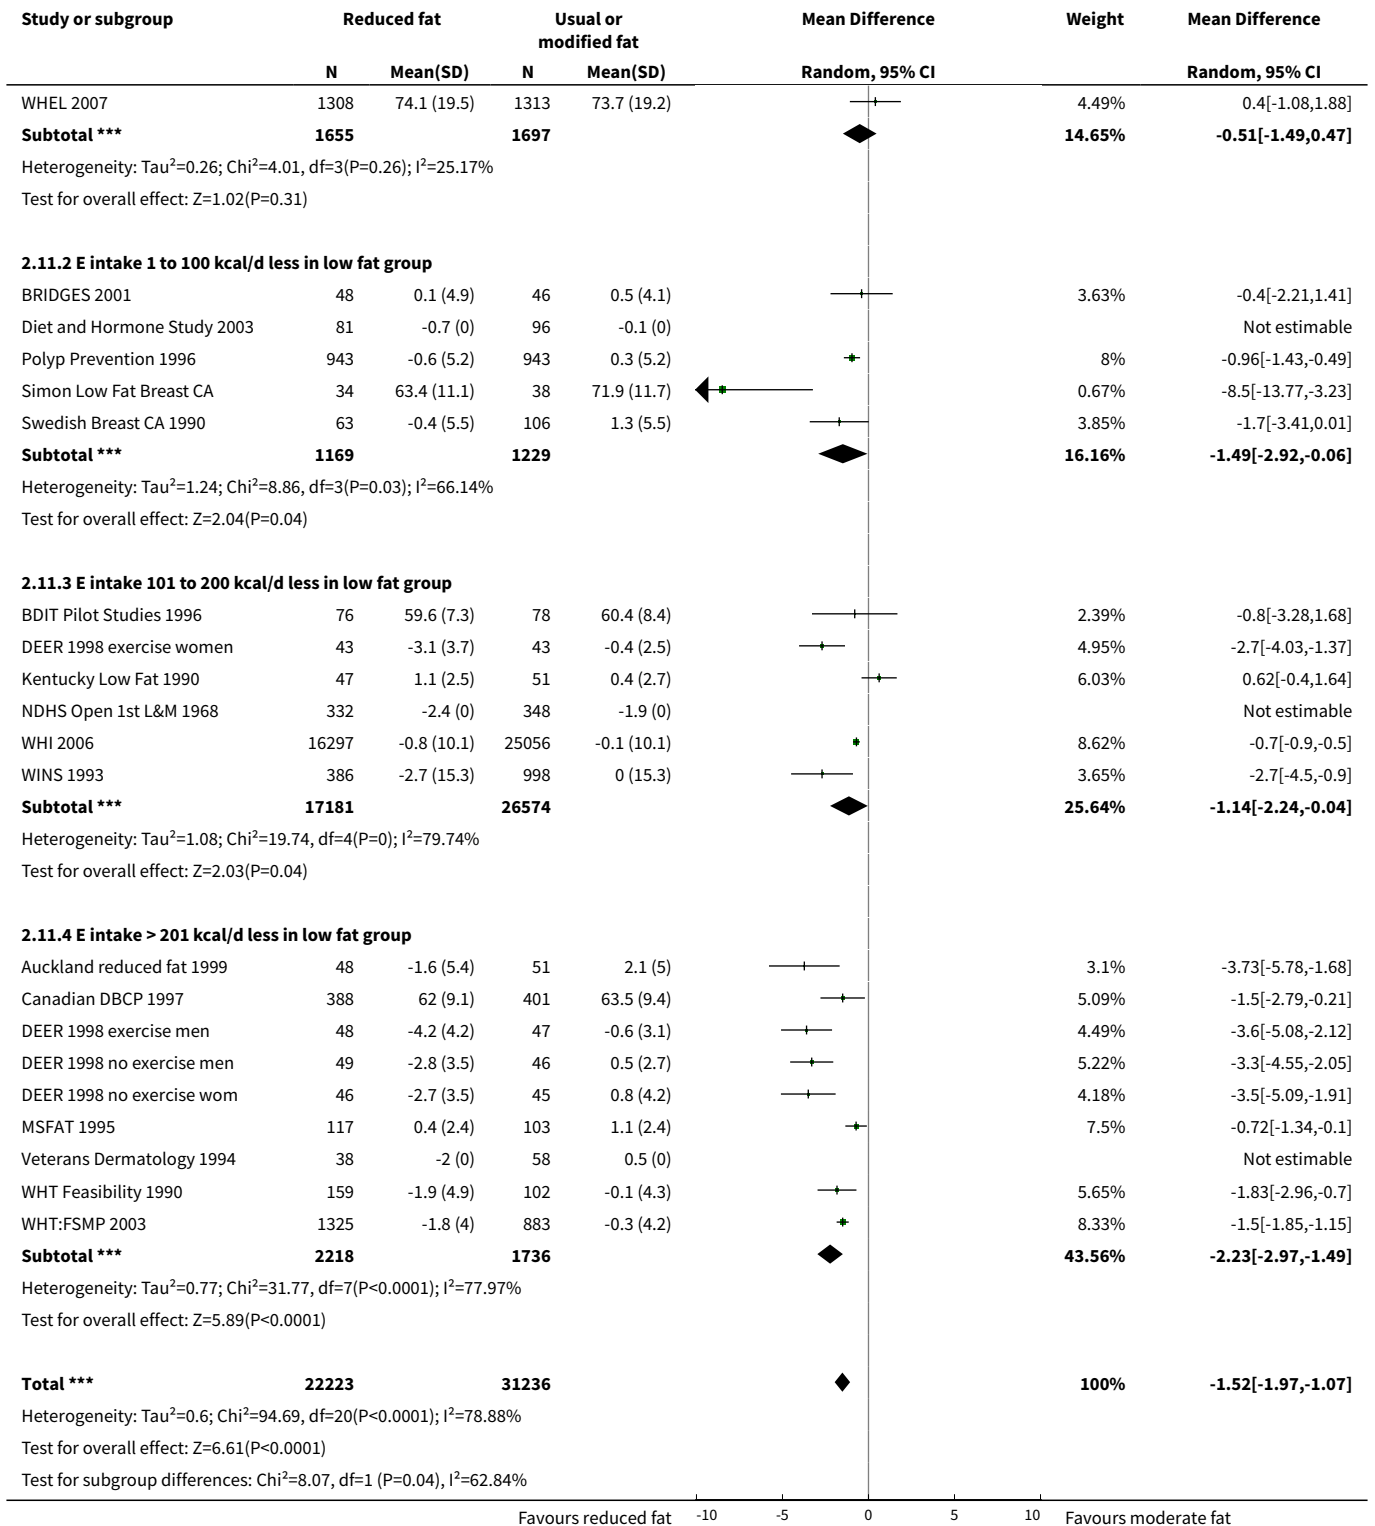 Study or subgroup Reduced fat Usual or modified fat Mean Difference Weight Mean Difference
N Mean(SD) N Mean(SD) Random, 95% CI Random, 95% CI
WHEL 2007 1308 74.1 (19.5) 1313 73.7 (19.2) 4.49% 0.4[-1.08,1.88]
Subtotal *** 1655 1697 14.65% -0.51[-1.49,0.47]
Heterogeneity: Tau²=0.26; Chi²=4.01, df=3(P=0.26); I²=25.17%
Test for overall effect: Z=1.02(P=0.31)
2.11.2 E intake 1 to 100 kcal/d less in low fat group
BRIDGES 2001 48 0.1 (4.9) 46 0.5 (4.1) 3.63% -0.4[-2.21,1.41]
Diet and Hormone Study 2003 81 -0.7 (0) 96 -0.1 (0) Not estimable
Polyp Prevention 1996 943 -0.6 (5.2) 943 0.3 (5.2) 8% -0.96[-1.43,-0.49]
Simon Low Fat Breast CA 34 63.4 (11.1) 38 71.9 (11.7) 0.67% -8.5[-13.77,-3.23]
Swedish Breast CA 1990 63 -0.4 (5.5) 106 1.3 (5.5) 3.85% -1.7[-3.41,0.01]
Subtotal *** 1169 1229 16.16% -1.49[-2.92,-0.06]
Heterogeneity: Tau²=1.24; Chi²=8.86, df=3(P=0.03); I²=66.14%
Test for overall effect: Z=2.04(P=0.04)
2.11.3 E intake 101 to 200 kcal/d less in low fat group
BDIT Pilot Studies 1996 76 59.6 (7.3) 78 60.4 (8.4) 2.39% -0.8[-3.28,1.68]
DEER 1998 exercise women 43 -3.1 (3.7) 43 -0.4 (2.5) 4.95% -2.7[-4.03,-1.37]
Kentucky Low Fat 1990 47 1.1 (2.5) 51 0.4 (2.7) 6.03% 0.62[-0.4,1.64]
NDHS Open 1st L&M 1968 332 -2.4 (0) 348 -1.9 (0) Not estimable
WHI 2006 16297 -0.8 (10.1) 25056 -0.1 (10.1) 8.62% -0.7[-0.9,-0.5]
WINS 1993 386 -2.7 (15.3) 998 0 (15.3) 3.65% -2.7[-4.5,-0.9]
Subtotal *** 17181 26574 25.64% -1.14[-2.24,-0.04]
Heterogeneity: Tau²=1.08; Chi²=19.74, df=4(P=0); I²=79.74%
Test for overall effect: Z=2.03(P=0.04)
2.11.4 E intake > 201 kcal/d less in low fat group
Auckland reduced fat 1999 48 -1.6 (5.4) 51 2.1 (5) 3.1% -3.73[-5.78,-1.68]
Canadian DBCP 1997 388 62 (9.1) 401 63.5 (9.4) 5.09% -1.5[-2.79,-0.21]
DEER 1998 exercise men 48 -4.2 (4.2) 47 -0.6 (3.1) 4.49% -3.6[-5.08,-2.12]
DEER 1998 no exercise men 49 -2.8 (3.5) 46 0.5 (2.7) 5.22% -3.3[-4.55,-2.05]
DEER 1998 no exercise wom 46 -2.7 (3.5) 45 0.8 (4.2) 4.18% -3.5[-5.09,-1.91]
MSFAT 1995 117 0.4 (2.4) 103 1.1 (2.4) 7.5% -0.72[-1.34,-0.1]
Veterans Dermatology 1994 38 -2 (0) 58 0.5 (0) Not estimable
WHT Feasibility 1990 159 -1.9 (4.9) 102 -0.1 (4.3) 5.65% -1.83[-2.96,-0.7]
WHT:FSMP 2003 1325 -1.8 (4) 883 -0.3 (4.2) 8.33% -1.5[-1.85,-1.15]
Subtotal *** 2218 1736 43.56% -2.23[-2.97,-1.49]
Heterogeneity: Tau²=0.77; Chi²=31.77, df=7(P<0.0001); I²=77.97%
Test for overall effect: Z=5.89(P<0.0001)
Total *** 22223 31236 100% -1.52[-1.97,-1.07]
Heterogeneity: Tau²=0.6; Chi²=94.69, df=20(P<0.0001); I²=78.88%
Test for overall effect: Z=6.61(P<0.0001)
Test for subgroup differences: Chi²=8.07, df=1 (P=0.04), I²=62.84%
Favours reduced fat -10 -5 0 5 10 Favours moderate fat